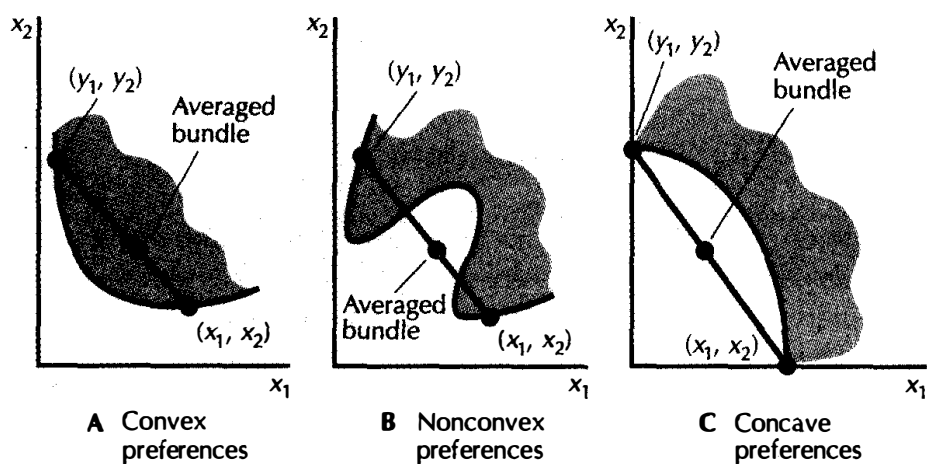 x₂
(y₁, y₂)
Averaged
bundle
(x₁, x₂)
x₁
A Convex
preferences
x₂
(y₁, y₂)
Averaged
bundle
(x₁, x₂)
x₁
B Nonconvex
preferences
x₂
(y₁, y₂)
Averaged
bundle
(x₁, x₂)
x₁
C Concave
preferences